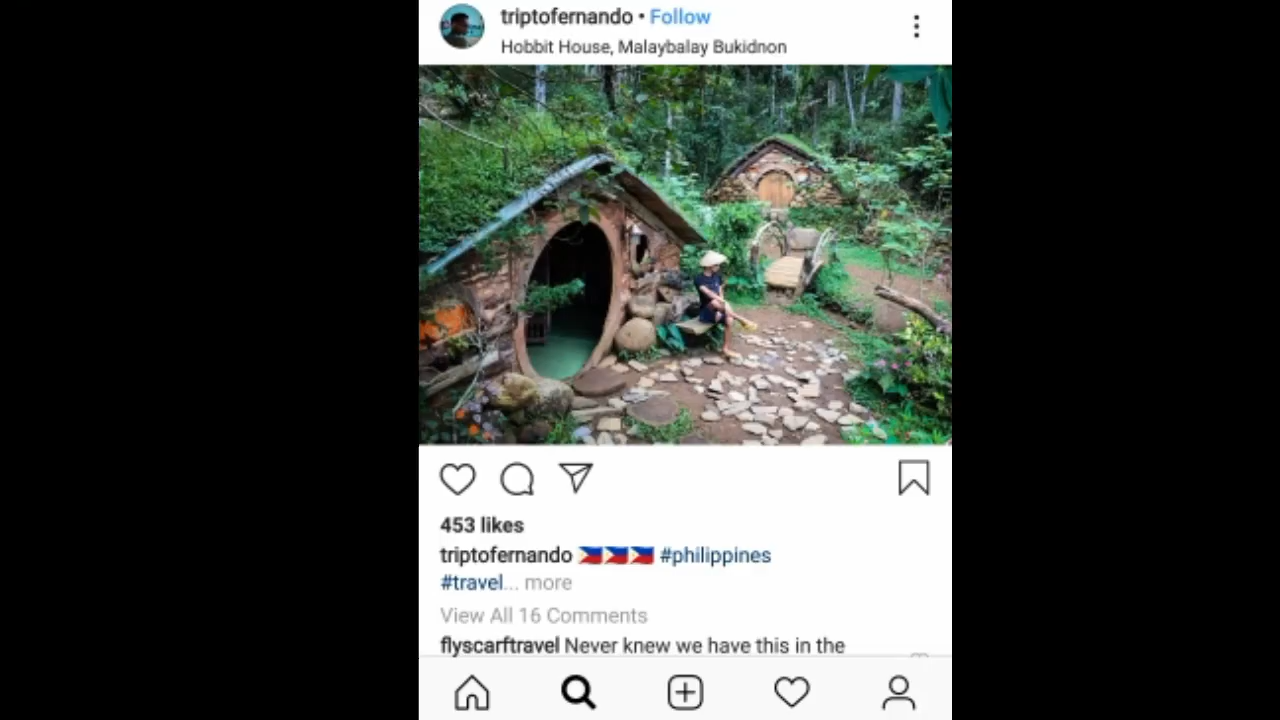 triptofernando • Follow
Hobbit House, Malaybalay Bukidnon
453 likes
triptofernando 🇵🇭🇵🇭🇵🇭 #philippines
#travel... more
View All 16 Comments
flyscarftravel Never knew we have this in the